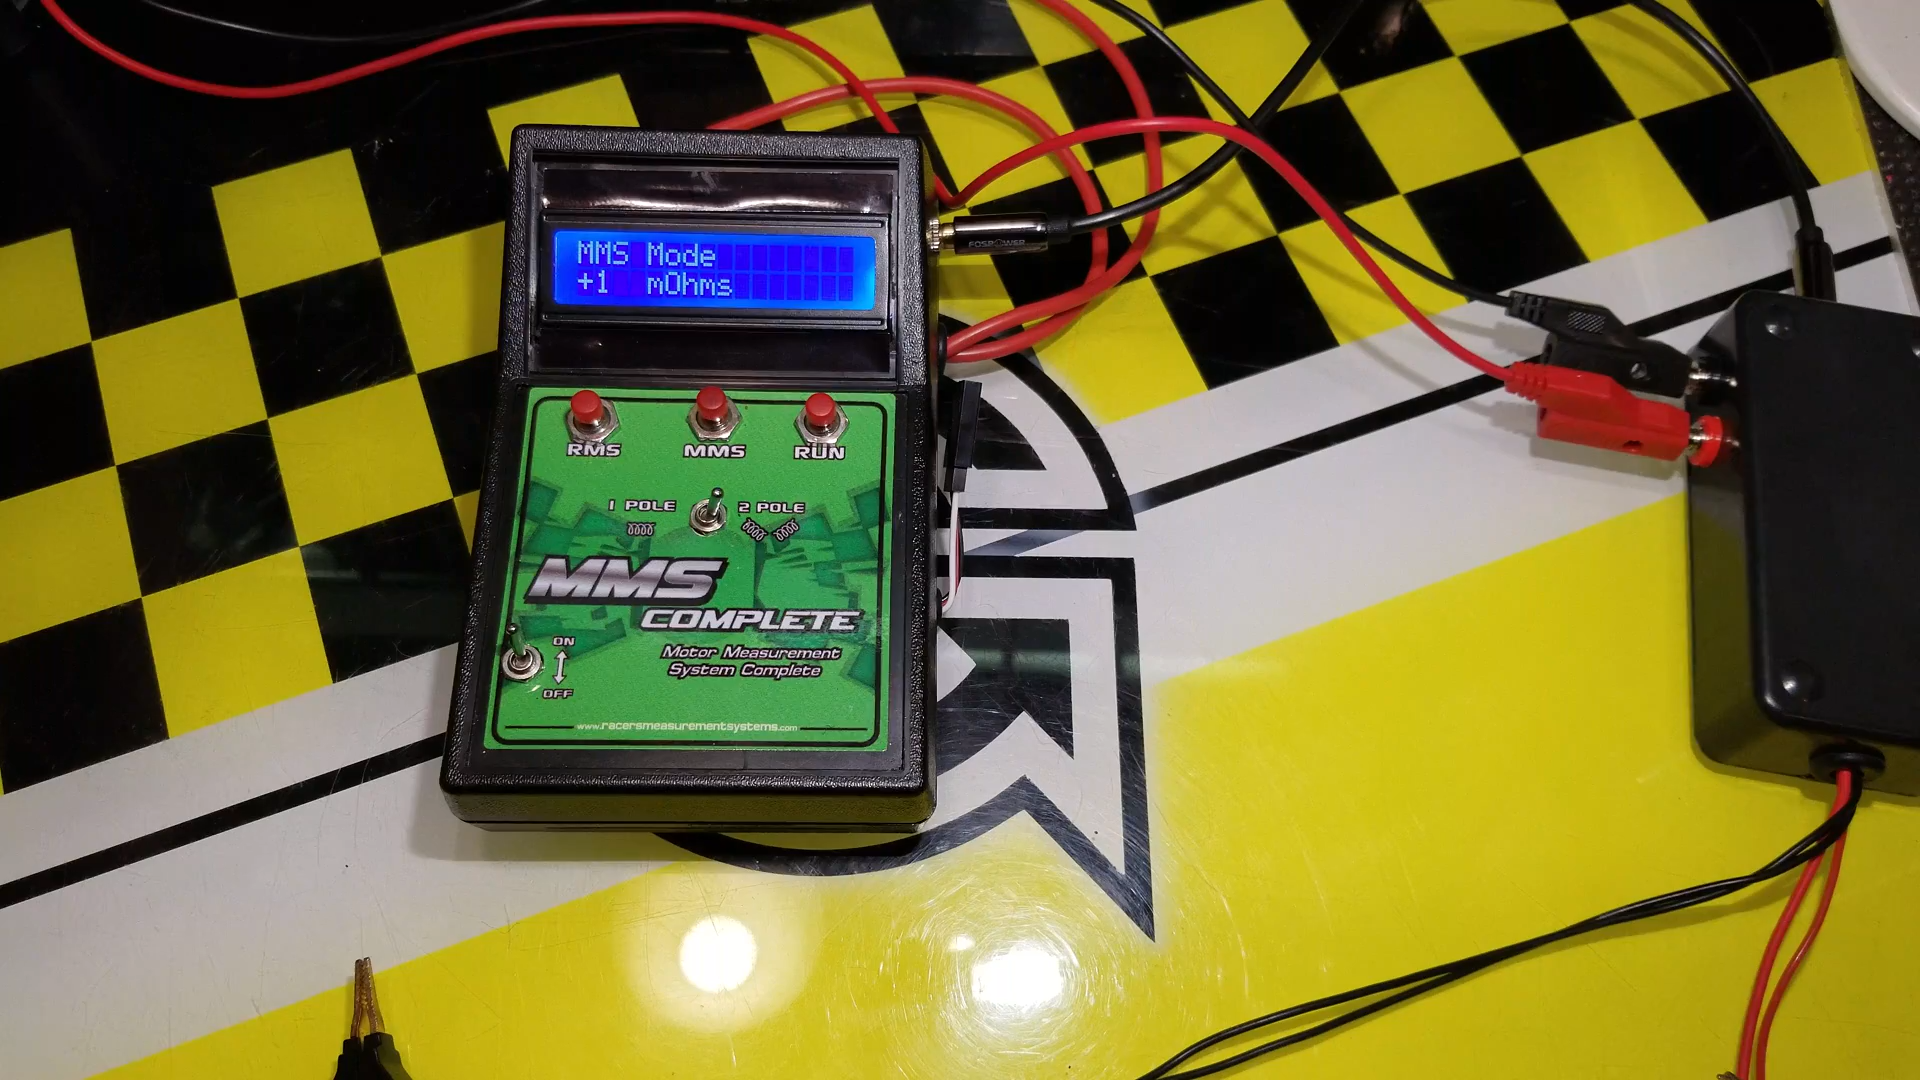 MMS Mode
+1 mOhms
FOSPOWER
RMS MMS RUN
1 POLE 2 POLE
MMS
COMPLETE
ON
OFF
Motor Measurement
System Complete
www.racersmeasurementsystems.com